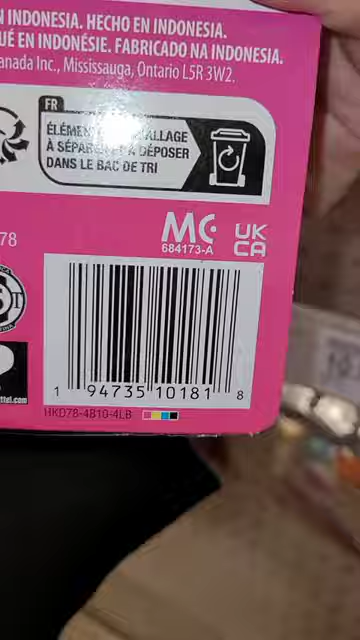 N INDONESIA. HECHO EN INDONESIA.
UÉ EN INDONÉSIE. FABRICADO NA INDONESIA.
anada Inc., Mississauga, Ontario L5R 3W2.
FR
ÉLÉMENT D'EMBALLAGE
À SÉPARER ET À DÉPOSER
DANS LE BAC DE TRI
78
MC
684173-A
UK
CA
1 94735 10181 8
ttel.com
HKD78-4B10-4LB